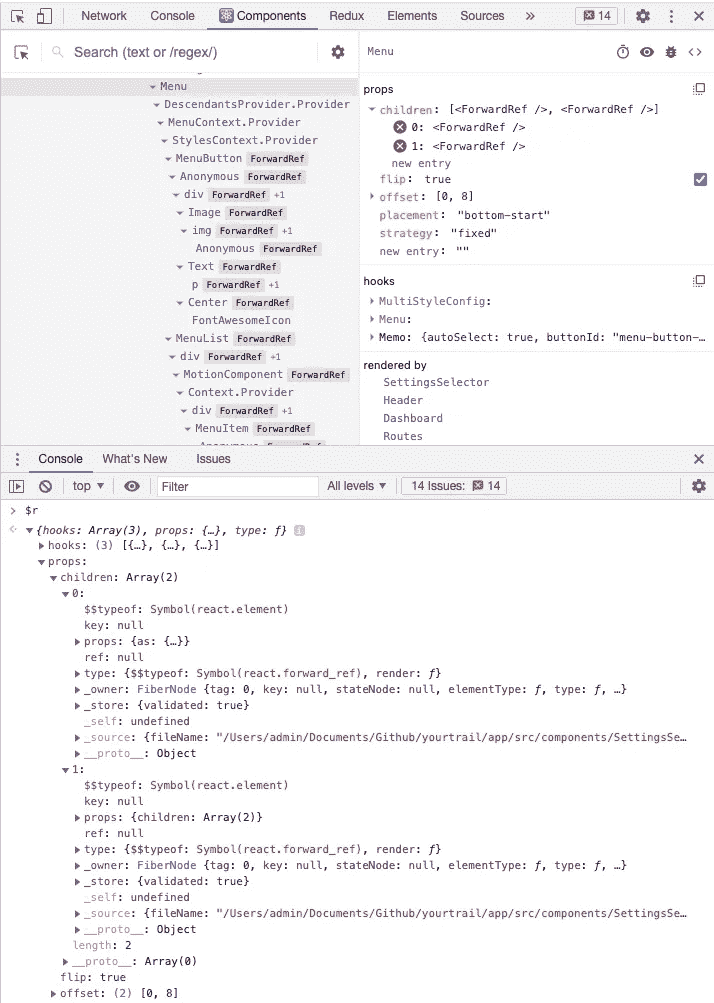 Network Console Components Redux Elements Sources » 14
Search (text or /regex/)
Menu
DescendantsProvider.Provider
MenuContext.Provider
StylesContext.Provider
MenuButton ForwardRef
Anonymous ForwardRef
div ForwardRef +1
Image ForwardRef
img ForwardRef +1
Anonymous ForwardRef
Text ForwardRef
p ForwardRef +1
Center ForwardRef
FontAwesomeIcon
MenuList ForwardRef
div ForwardRef +1
MotionComponent ForwardRef
Context.Provider
div ForwardRef +1
MenuItem ForwardRef
Menu
props
children: [<ForwardRef />, <ForwardRef />]
0: <ForwardRef />
1: <ForwardRef />
new entry
flip: true
offset: [0, 8]
placement: "bottom-start"
strategy: "fixed"
new entry: ""
hooks
MultiStyleConfig:
Menu:
Memo: {autoSelect: true, buttonId: "menu-button-…
rendered by
SettingsSelector
Header
Dashboard
Routes
Console What's New Issues
top Filter All levels 14 Issues: 14
> $r
{hooks: Array(3), props: {…}, type: ƒ}
hooks: (3) [{…}, {…}, {…}]
props:
children: Array(2)
0:
$$typeof: Symbol(react.element)
key: null
props: {as: {…}}
ref: null
type: {$$typeof: Symbol(react.forward_ref), render: ƒ}
_owner: FiberNode {tag: 0, key: null, stateNode: null, elementType: ƒ, type: ƒ, …}
_store: {validated: true}
_self: undefined
_source: {fileName: "/Users/admin/Documents/Github/yourtrail/app/src/components/SettingsSe…
__proto__: Object
1:
$$typeof: Symbol(react.element)
key: null
props: {children: Array(2)}
ref: null
type: {$$typeof: Symbol(react.forward_ref), render: ƒ}
_owner: FiberNode {tag: 0, key: null, stateNode: null, elementType: ƒ, type: ƒ, …}
_store: {validated: true}
_self: undefined
_source: {fileName: "/Users/admin/Documents/Github/yourtrail/app/src/components/SettingsSe…
__proto__: Object
length: 2
__proto__: Array(0)
flip: true
offset: (2) [0, 8]